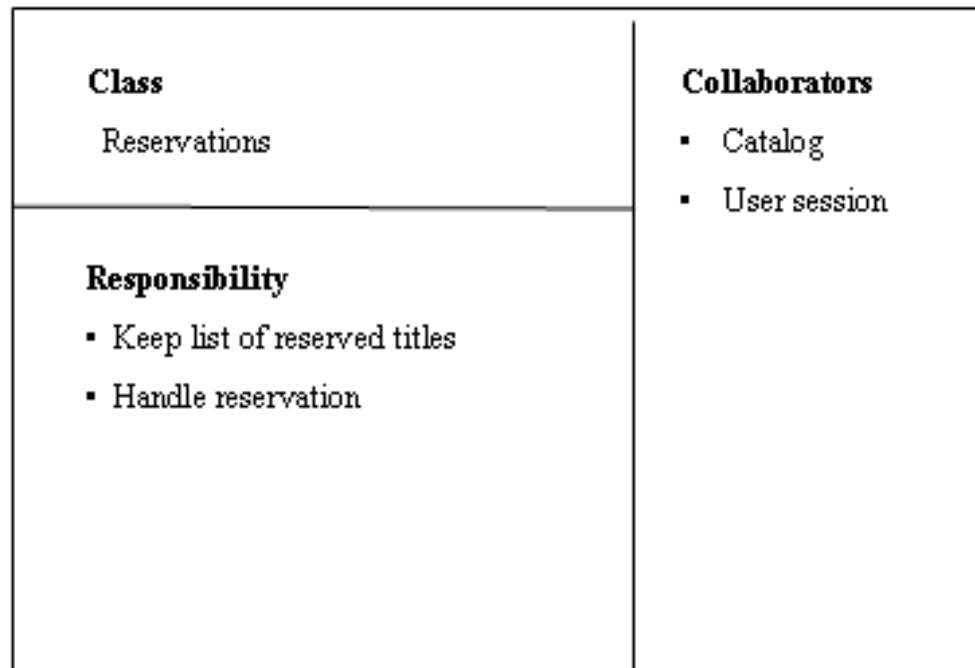 Class
Reservations
Responsibility
▪ Keep list of reserved titles
▪ Handle reservation
Collaborators
▪ Catalog
▪ User session